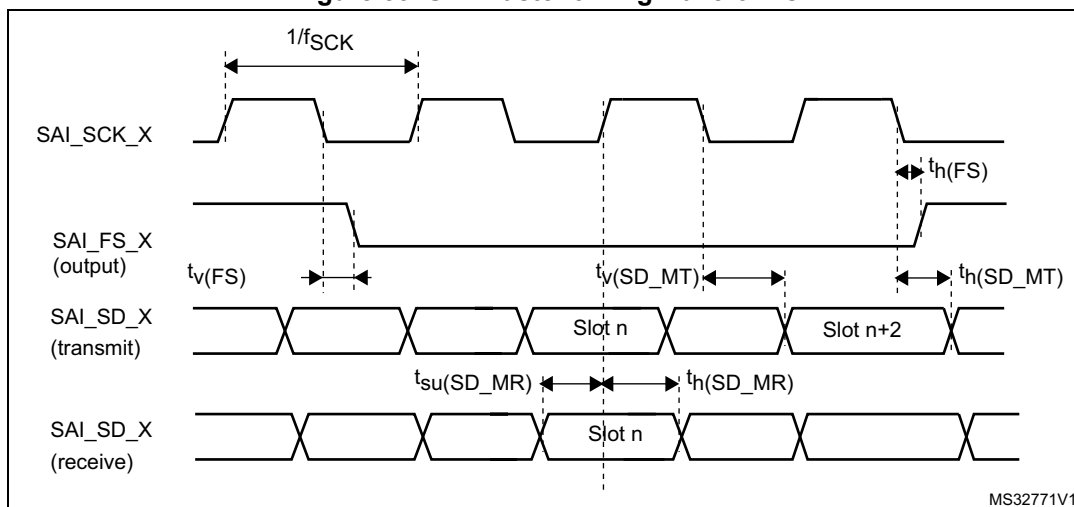 1/fSCK
SAI_SCK_X
th(FS)
SAI_FS_X
(output)
tv(FS)
tv(SD_MT)
th(SD_MT)
SAI_SD_X
(transmit)
Slot n
Slot n+2
tsu(SD_MR)
th(SD_MR)
SAI_SD_X
(receive)
Slot n
MS32771V1